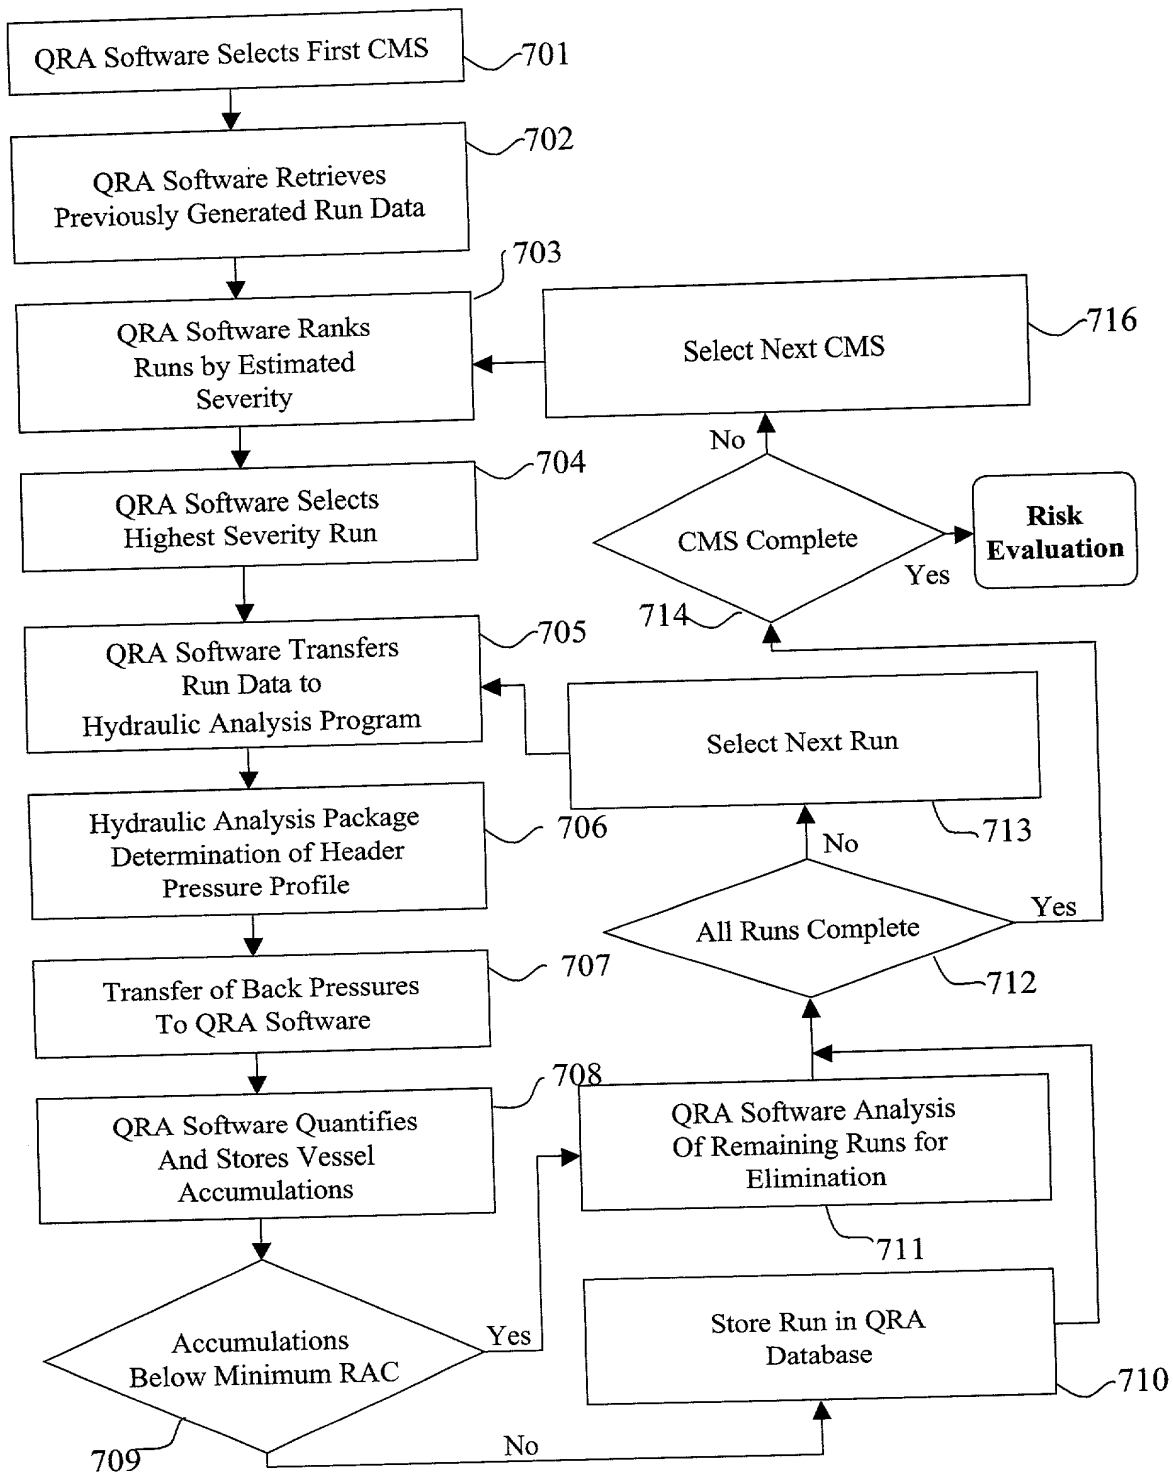 QRA Software Selects First CMS
701
702
QRA Software Retrieves
Previously Generated Run Data
703
QRA Software Ranks
Runs by Estimated
Severity
Select Next CMS
716
No
704
QRA Software Selects
Highest Severity Run
CMS Complete
Risk
Evaluation
Yes
714
705
QRA Software Transfers
Run Data to
Hydraulic Analysis Program
Select Next Run
713
706
Hydraulic Analysis Package
Determination of Header
Pressure Profile
No
All Runs Complete
Yes
712
707
Transfer of Back Pressures
To QRA Software
708
QRA Software Quantifies
And Stores Vessel
Accumulations
QRA Software Analysis
Of Remaining Runs for
Elimination
711
Accumulations
Below Minimum RAC
Yes
709
No
Store Run in QRA
Database
710